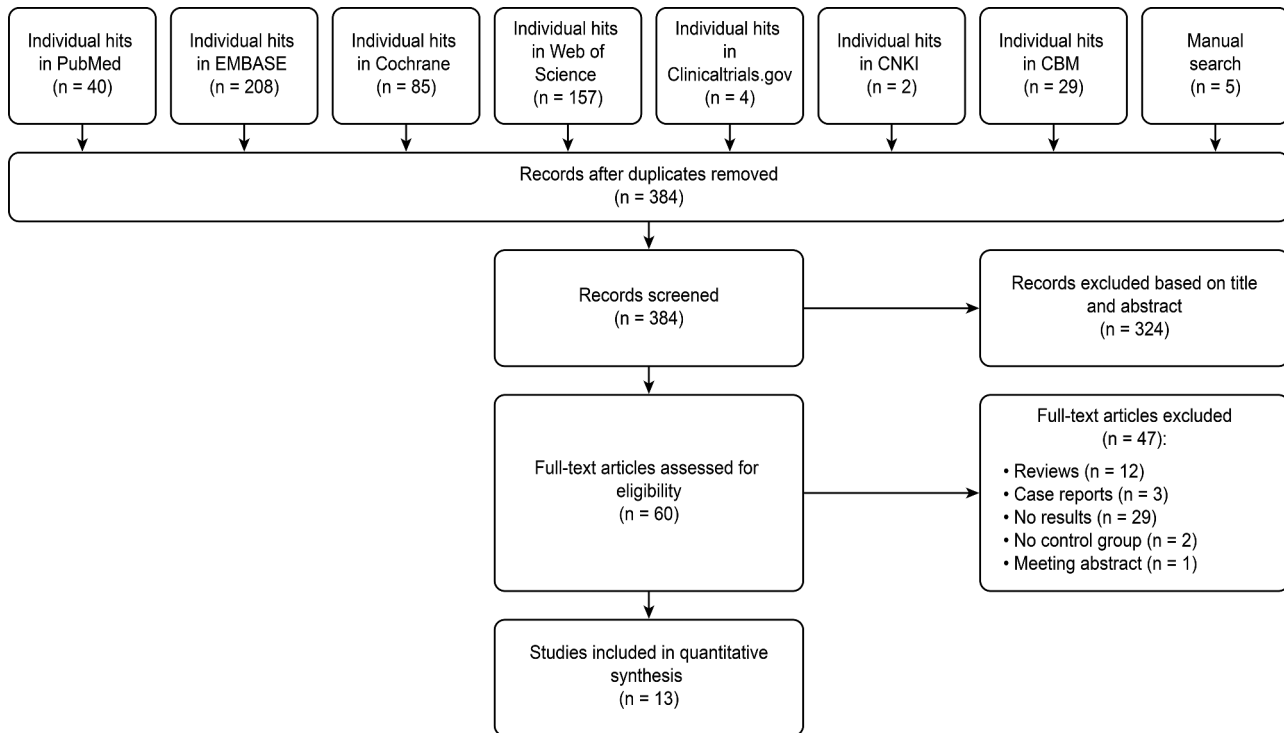 Individual hits
in PubMed
(n = 40)
Individual hits
in EMBASE
(n = 208)
Individual hits
in Cochrane
(n = 85)
Individual hits
in Web of
Science
(n = 157)
Individual hits
in
Clinicaltrials.gov
(n = 4)
Individual hits
in CNKI
(n = 2)
Individual hits
in CBM
(n = 29)
Manual
search
(n = 5)
Records after duplicates removed
(n = 384)
Records screened
(n = 384)
Records excluded based on title
and abstract
(n = 324)
Full-text articles assessed for
eligibility
(n = 60)
Full-text articles excluded
(n = 47):
• Reviews (n = 12)
• Case reports (n = 3)
• No results (n = 29)
• No control group (n = 2)
• Meeting abstract (n = 1)
Studies included in quantitative
synthesis
(n = 13)